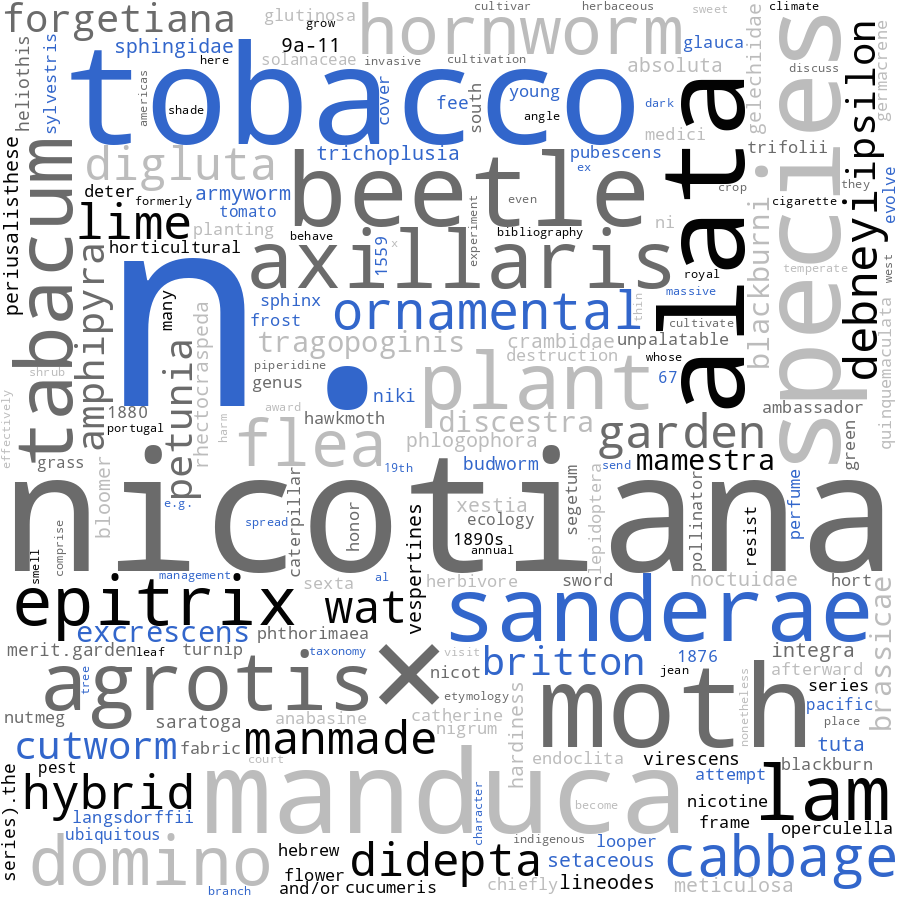 forgetiana
glutinosa
grow
cultivar
herbaceous
sweet
climate
hornworm
sphingidae
9a-11
here
solanaceae
invasive
cultivation
glauca
absoluta
discuss
gelechiidae
species
ipsilon
germacrene
heliothis
sylvestris
tobacco
americas
shade
cover
fee
south
young
angle
dark
medici
trifolii
alata
periusalisthese
tabacum
digluta
trichoplusia
pubescens
ex
beetle
even
crop
they
cigarette
evolve
deter
formerly
armyworm
tomato
lime
planting
horticultural
behave
1559
x
experiment
bibliography
ni
axillaris
royal
blackburni
debneyi
temperate
west
n.
many
amphipyra
sphinx
frost
ornamental
thin
massive
cultivate
tragopoginis
crambidae
destruction
unpalatable
whose
quinquemaculata
shrub
petunia
rhectocraspeda
piperidine
genus
niki
plant
67
1880
portugal
harm
award
hawkmoth
discestra
ambassador
effectively
flea
phlogophora
garden
green
grass
bloomer
19th
budworm
send
mamestra
nicotiana
e.g.
spread
caterpillar
honor
vespertines
xestia
ecology
1890s
annual
segetum
lepidoptera
pollinator
resist
perfume
smell
comprise
management
sexta
al
herbivore
sword
noctuidae
hort
epitrix
wat
sanderae
brassicae
excrescens
phthorimaea
merit.garden
leaf
turnip
taxonomy
visit
nicot
britton
1876
jean
integra
afterward
agrotis
×
tree
etymology
hardiness
moth
nonetheless
series
pacific
place
nutmeg
saratoga
anabasine
catherine
nigrum
tuta
cutworm
fabric
manmade
endoclita
virescens
blackburn
attempt
series).the
pest
court
hybrid
manduca
become
nicotine
frame
lam
operculella
langsdorffii
ubiquitous
character
indigenous
looper
domino
hebrew
flower
and/or
cucumeris
didepta
setaceous
cabbage
branch
chiefly
lineodes
meticulosa